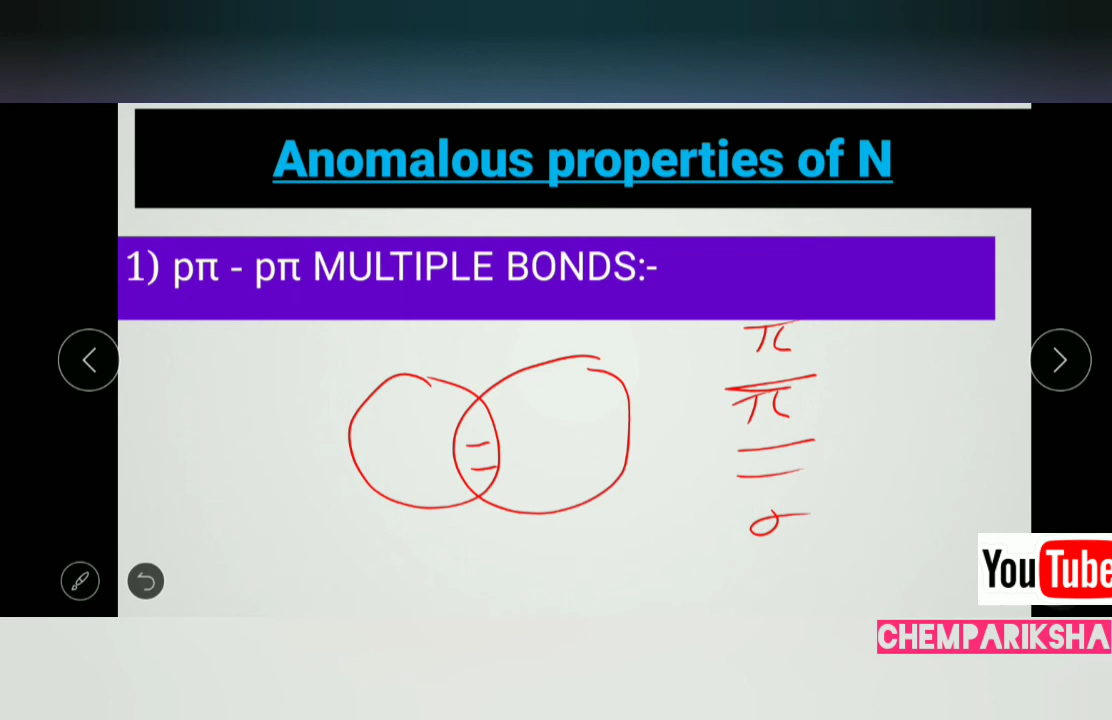 Anomalous properties of N
1) pπ - pπ MULTIPLE BONDS:-
π
π
σ
YouTube
CHEMPARIKSHA